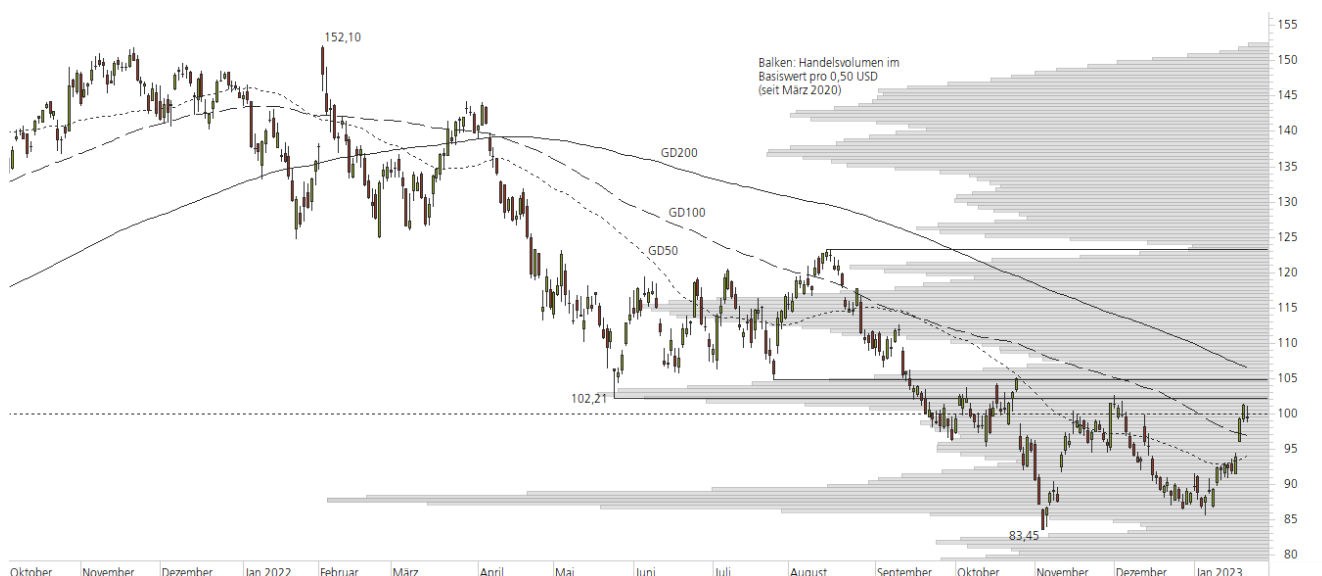 152,10
Balken: Handelsvolumen im
Basiswert pro 0,50 USD
(seit März 2020)
GD200
GD100
GD50
102,21
83,45
155
150
145
140
135
130
125
120
115
110
105
100
95
90
85
80
Oktober November Dezember Jan 2022 Februar März April Mai Juni Juli August September Oktober November Dezember Jan 2023